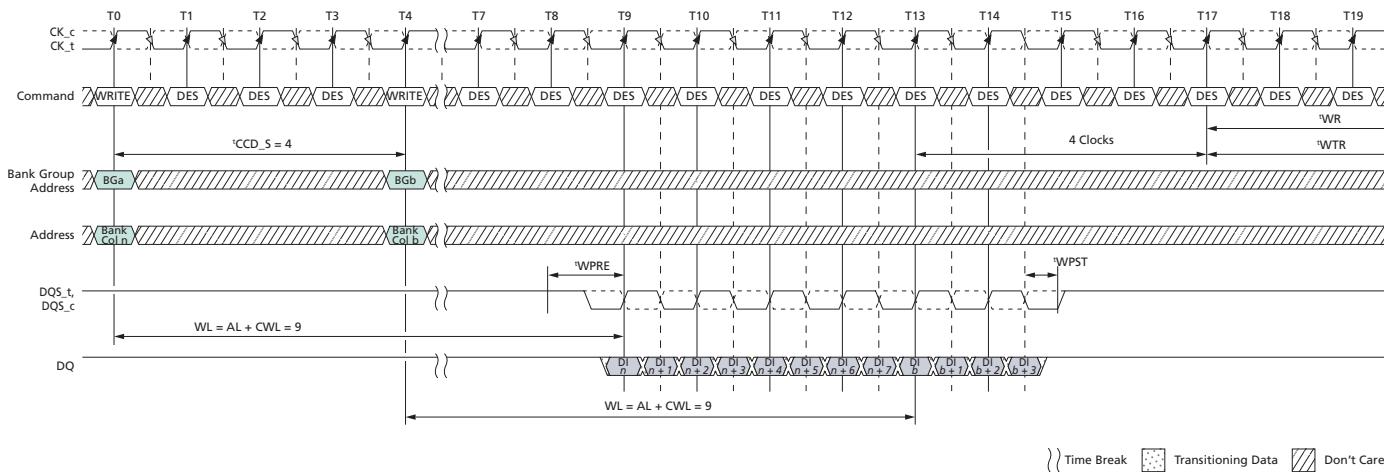 T0 T1 T2 T3 T4 T7 T8 T9 T10 T11 T12 T13 T14 T15 T16 T17 T18 T19
CK_c
CK_t
Command WRITE DES DES DES WRITE DES DES DES DES DES DES DES DES DES DES DES DES DES
tWR
tCCD_S = 4 4 Clocks tWTR
Bank Group
Address BGa BGb
Address Bank
Col n Bank
Col b
tWPRE tWPST
DQS_t,
DQS_c
WL = AL + CWL = 9
DQ DI
n DI
n + 1 DI
n + 2 DI
n + 3 DI
n + 4 DI
n + 5 DI
n + 6 DI
n + 7 DI
b DI
b + 1 DI
b + 2 DI
b + 3
WL = AL + CWL = 9
Time Break Transitioning Data Don't Care